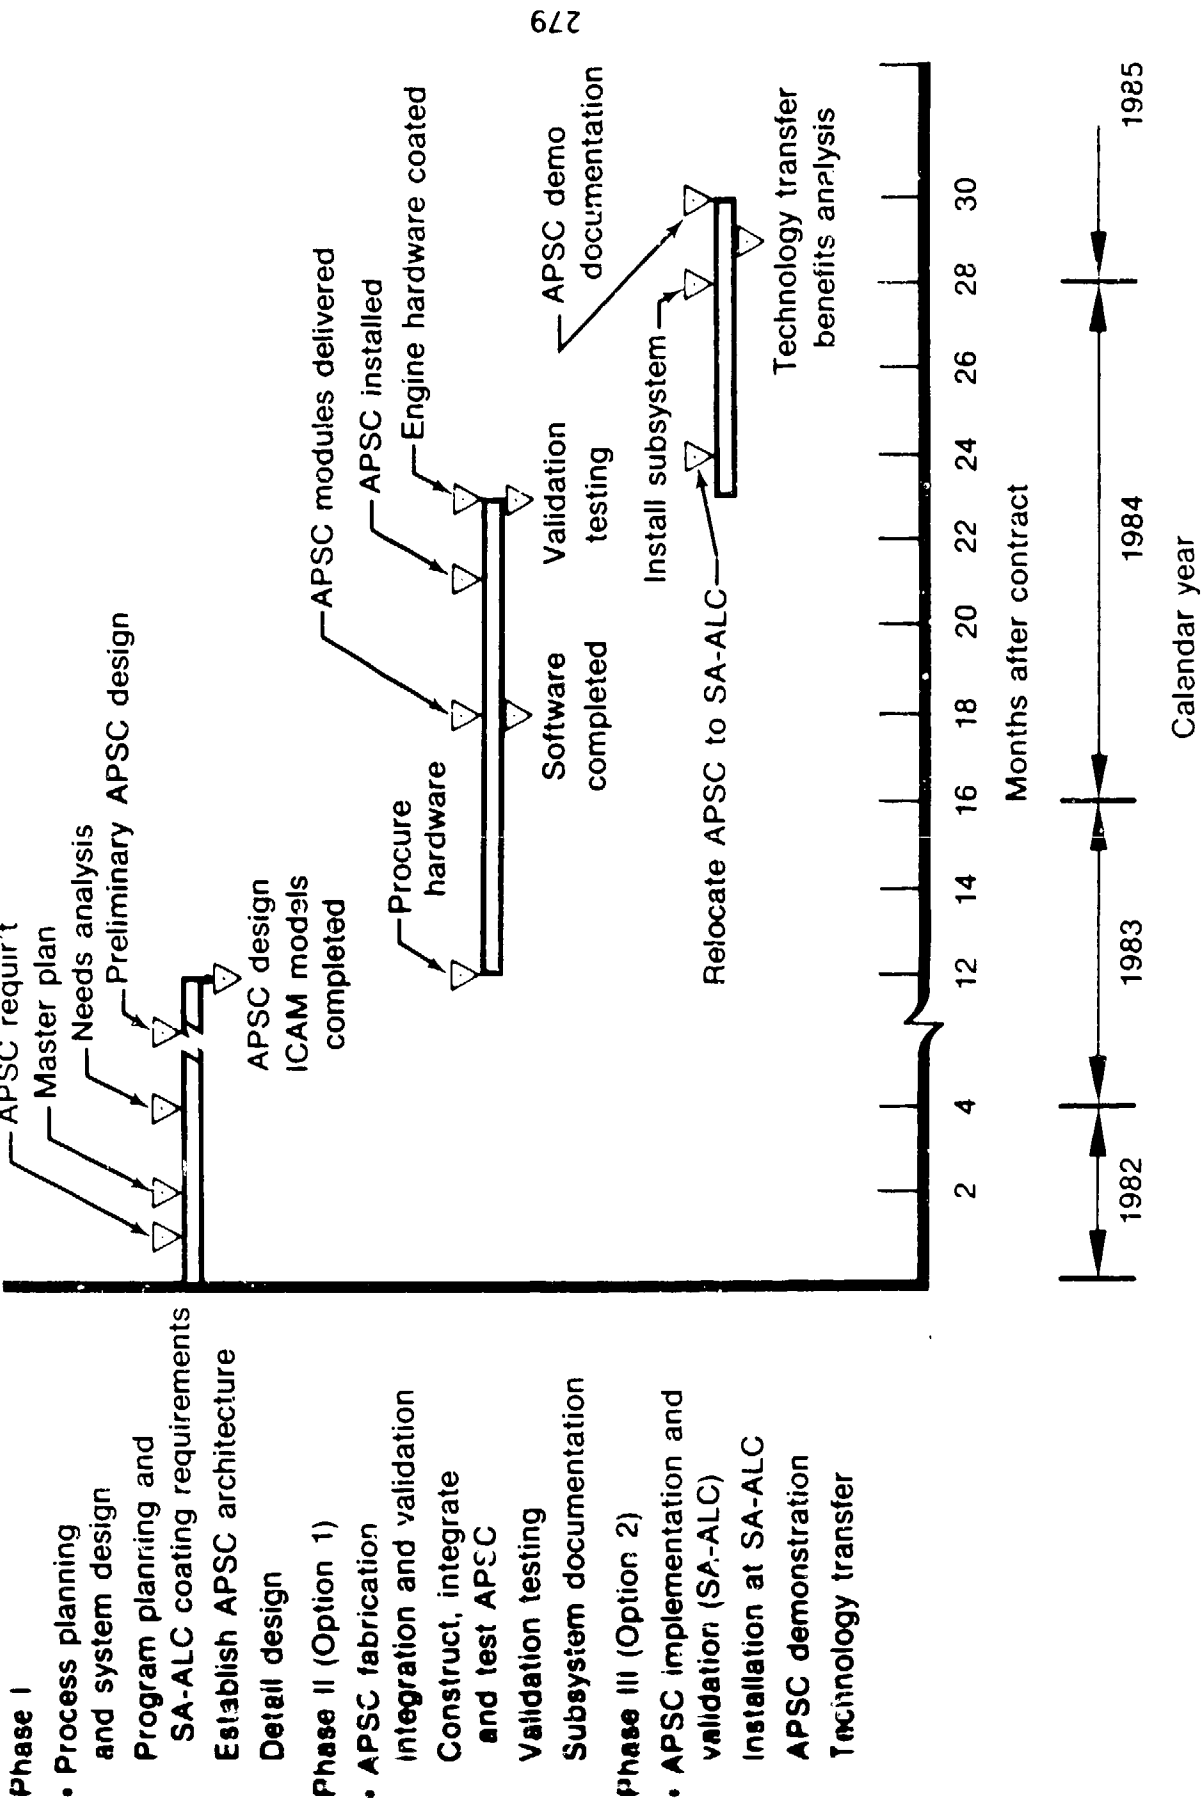 Phase I
• Process planning
and system design
Program planning and
SA-ALC coating requirements
Establish APSC architecture
Detail design
Phase II (Option 1)
• APSC fabrication
integration and validation
Construct, integrate
and test APSC
Validation testing
Subsystem documentation
Phase III (Option 2)
• APSC implementation and
validation (SA-ALC)
Installation at SA-ALC
APSC demonstration
Technology transfer
APSC requir't
Master plan
Needs analysis
Preliminary APSC design
APSC design
ICAM models
completed
Procure
hardware
APSC modules delivered
APSC installed
Engine hardware coated
Software
completed
Validation
testing
APSC demo
documentation
Install subsystem
Relocate APSC to SA-ALC
Technology transfer
benefits analysis
2 4 12 14 16 18 20 22 24 26 28 30
Months after contract
1982 1983 1984 1985
Calandar year
279